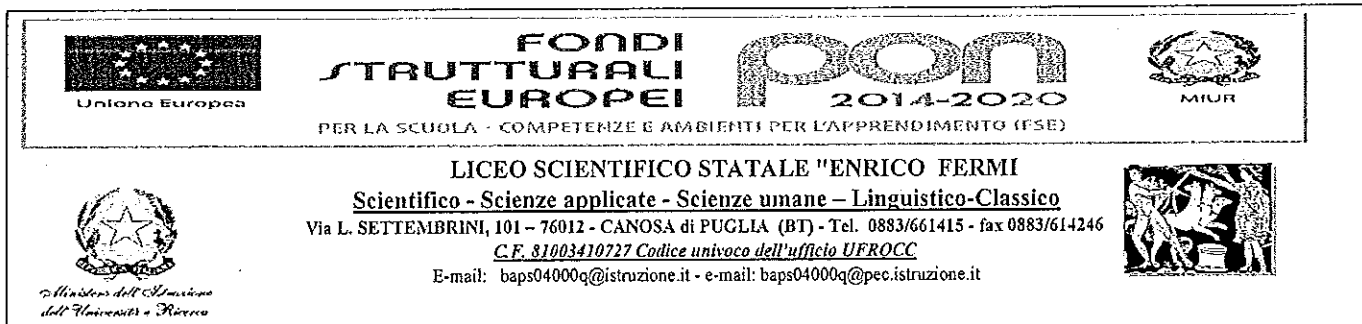 Unione Europea
FONDI
STRUTTURALI
EUROPEI
pon
2014-2020
MIUR
PER LA SCUOLA - COMPETENZE E AMBIENTI PER L'APPRENDIMENTO (FSE)
LICEO SCIENTIFICO STATALE "ENRICO FERMI
Scientifico - Scienze applicate - Scienze umane – Linguistico-Classico
Via L. SETTEMBRINI, 101 – 76012 - CANOSA di PUGLIA (BT) - Tel. 0883/661415 - fax 0883/614246
C.F. 81003410727 Codice univoco dell'ufficio UFROCC
E-mail: baps04000q@istruzione.it - e-mail: baps04000q@pec.istruzione.it
Ministero dell'Istruzione
dell'Università e Ricerca